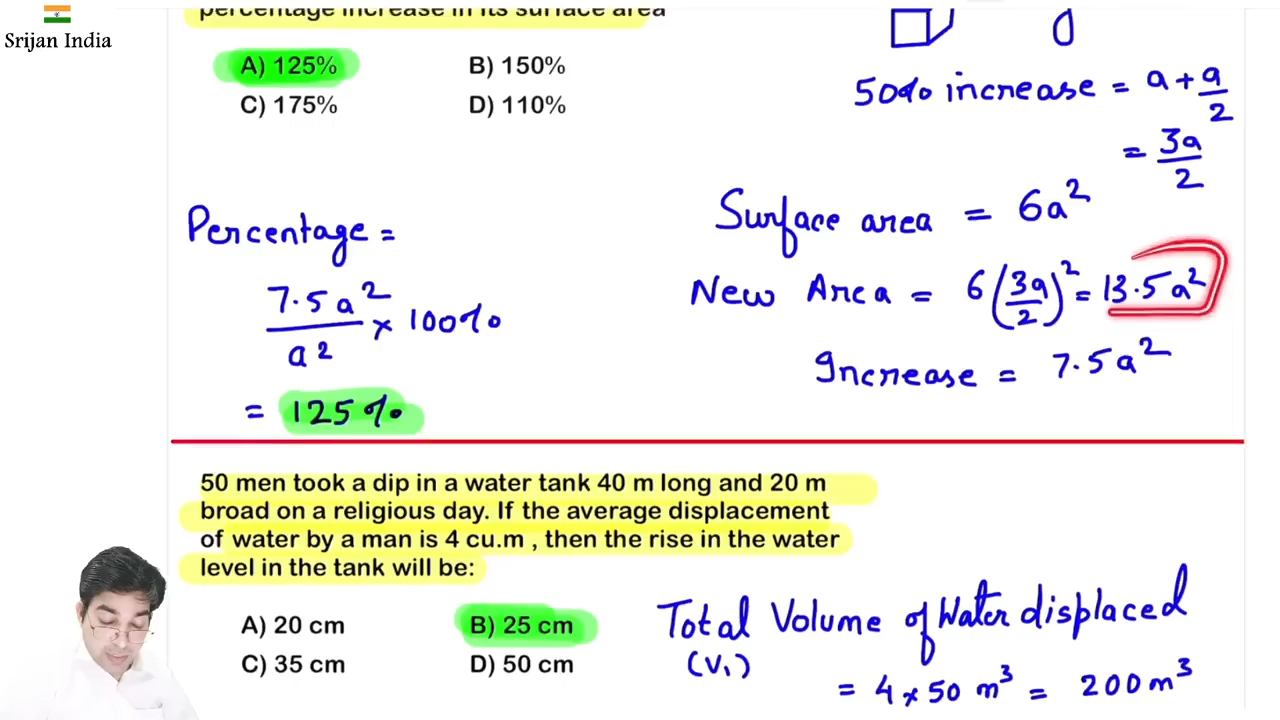 Srijan India
percentage increase in its surface area
A) 125%
B) 150%
C) 175%
D) 110%
50% increase = a + a/2
= 3a/2
Surface area = 6a²
New Area = 6(3a/2)² = 13.5a²
Increase = 7.5a²
Percentage =
7.5a²/a² × 100%
= 125%
50 men took a dip in a water tank 40 m long and 20 m
broad on a religious day. If the average displacement
of water by a man is 4 cu.m , then the rise in the water
level in the tank will be:
A) 20 cm
B) 25 cm
C) 35 cm
D) 50 cm
Total Volume of Water displaced
(V₁)
= 4 × 50 m³ = 200 m³